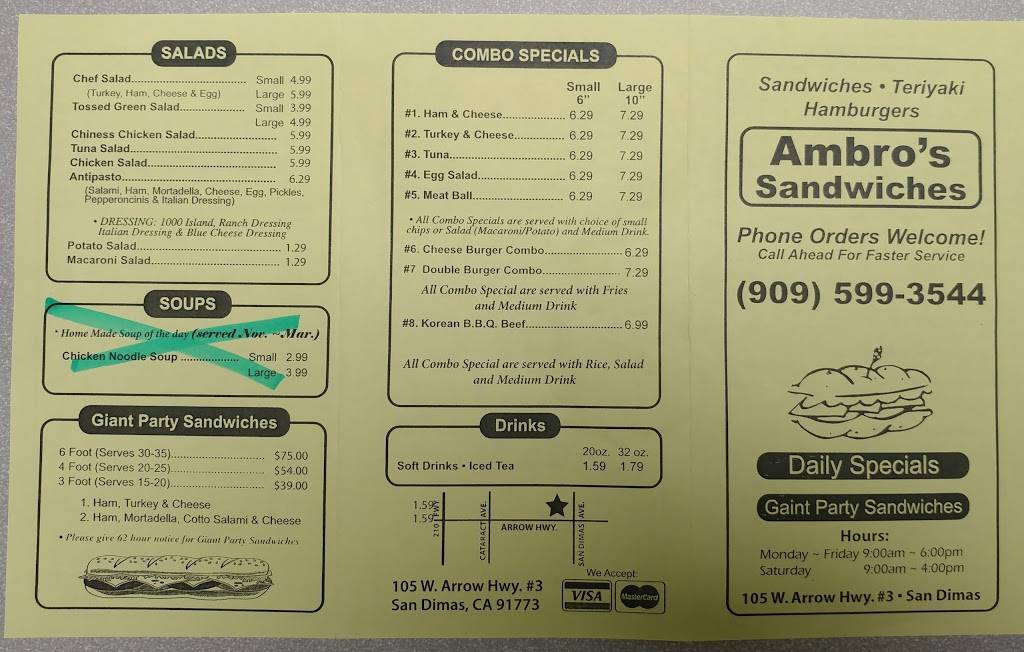 SALADS
Chef Salad.............................. Small 4.99
(Turkey, Ham, Cheese & Egg) Large 5.99
Tossed Green Salad.................... Small 3.99
Large 4.99
Chiness Chicken Salad........................ 5.99
Tuna Salad............................................. 5.99
Chicken Salad....................................... 5.99
Antipasto............................................... 6.29
(Salami, Ham, Mortadella, Cheese, Egg, Pickles,
Pepperoncinis & Italian Dressing)
• DRESSING: 1000 Island, Ranch Dressing
Italian Dressing & Blue Cheese Dressing
Potato Salad.......................................... 1.29
Macaroni Salad...................................... 1.29
SOUPS
* Home Made Soup of the day (served Nov. ~Mar.)
Chicken Noodle Soup .................. Small 2.99
Large 3.99
Giant Party Sandwiches
6 Foot (Serves 30-35)............................ $75.00
4 Foot (Serves 20-25)............................ $54.00
3 Foot (Serves 15-20)............................ $39.00
1. Ham, Turkey & Cheese
2. Ham, Mortadella, Cotto Salami & Cheese
• Please give 62 hour notice for Giant Party Sandwiches
COMBO SPECIALS
Small Large
6” 10”
#1. Ham & Cheese................... 6.29 7.29
#2. Turkey & Cheese............... 6.29 7.29
#3. Tuna................................... 6.29 7.29
#4. Egg Salad.......................... 6.29 7.29
#5. Meat Ball........................... 6.29 7.29
• All Combo Specials are served with choice of small
chips or Salad (Macaroni/Potato) and Medium Drink.
#6. Cheese Burger Combo........................ 6.29
#7 Double Burger Combo........................ 7.29
All Combo Special are served with Fries
and Medium Drink
#8. Korean B.B.Q. Beef............................. 6.99
All Combo Special are served with Rice, Salad
and Medium Drink
Drinks
20oz. 32 oz.
Soft Drinks • Iced Tea 1.59 1.79
1.59
1.59
210 FWY
CATARACT AVE.
ARROW HWY.
SAN DIMAS AVE.
105 W. Arrow Hwy. #3
San Dimas, CA 91773
We Accept:
VISA
MasterCard
Sandwiches • Teriyaki
Hamburgers
Ambro's
Sandwiches
Phone Orders Welcome!
Call Ahead For Faster Service
(909) 599-3544
Daily Specials
Gaint Party Sandwiches
Hours:
Monday ~ Friday 9:00am ~ 6:00pm
Saturday 9:00am ~ 4:00pm
105 W. Arrow Hwy. #3 • San Dimas